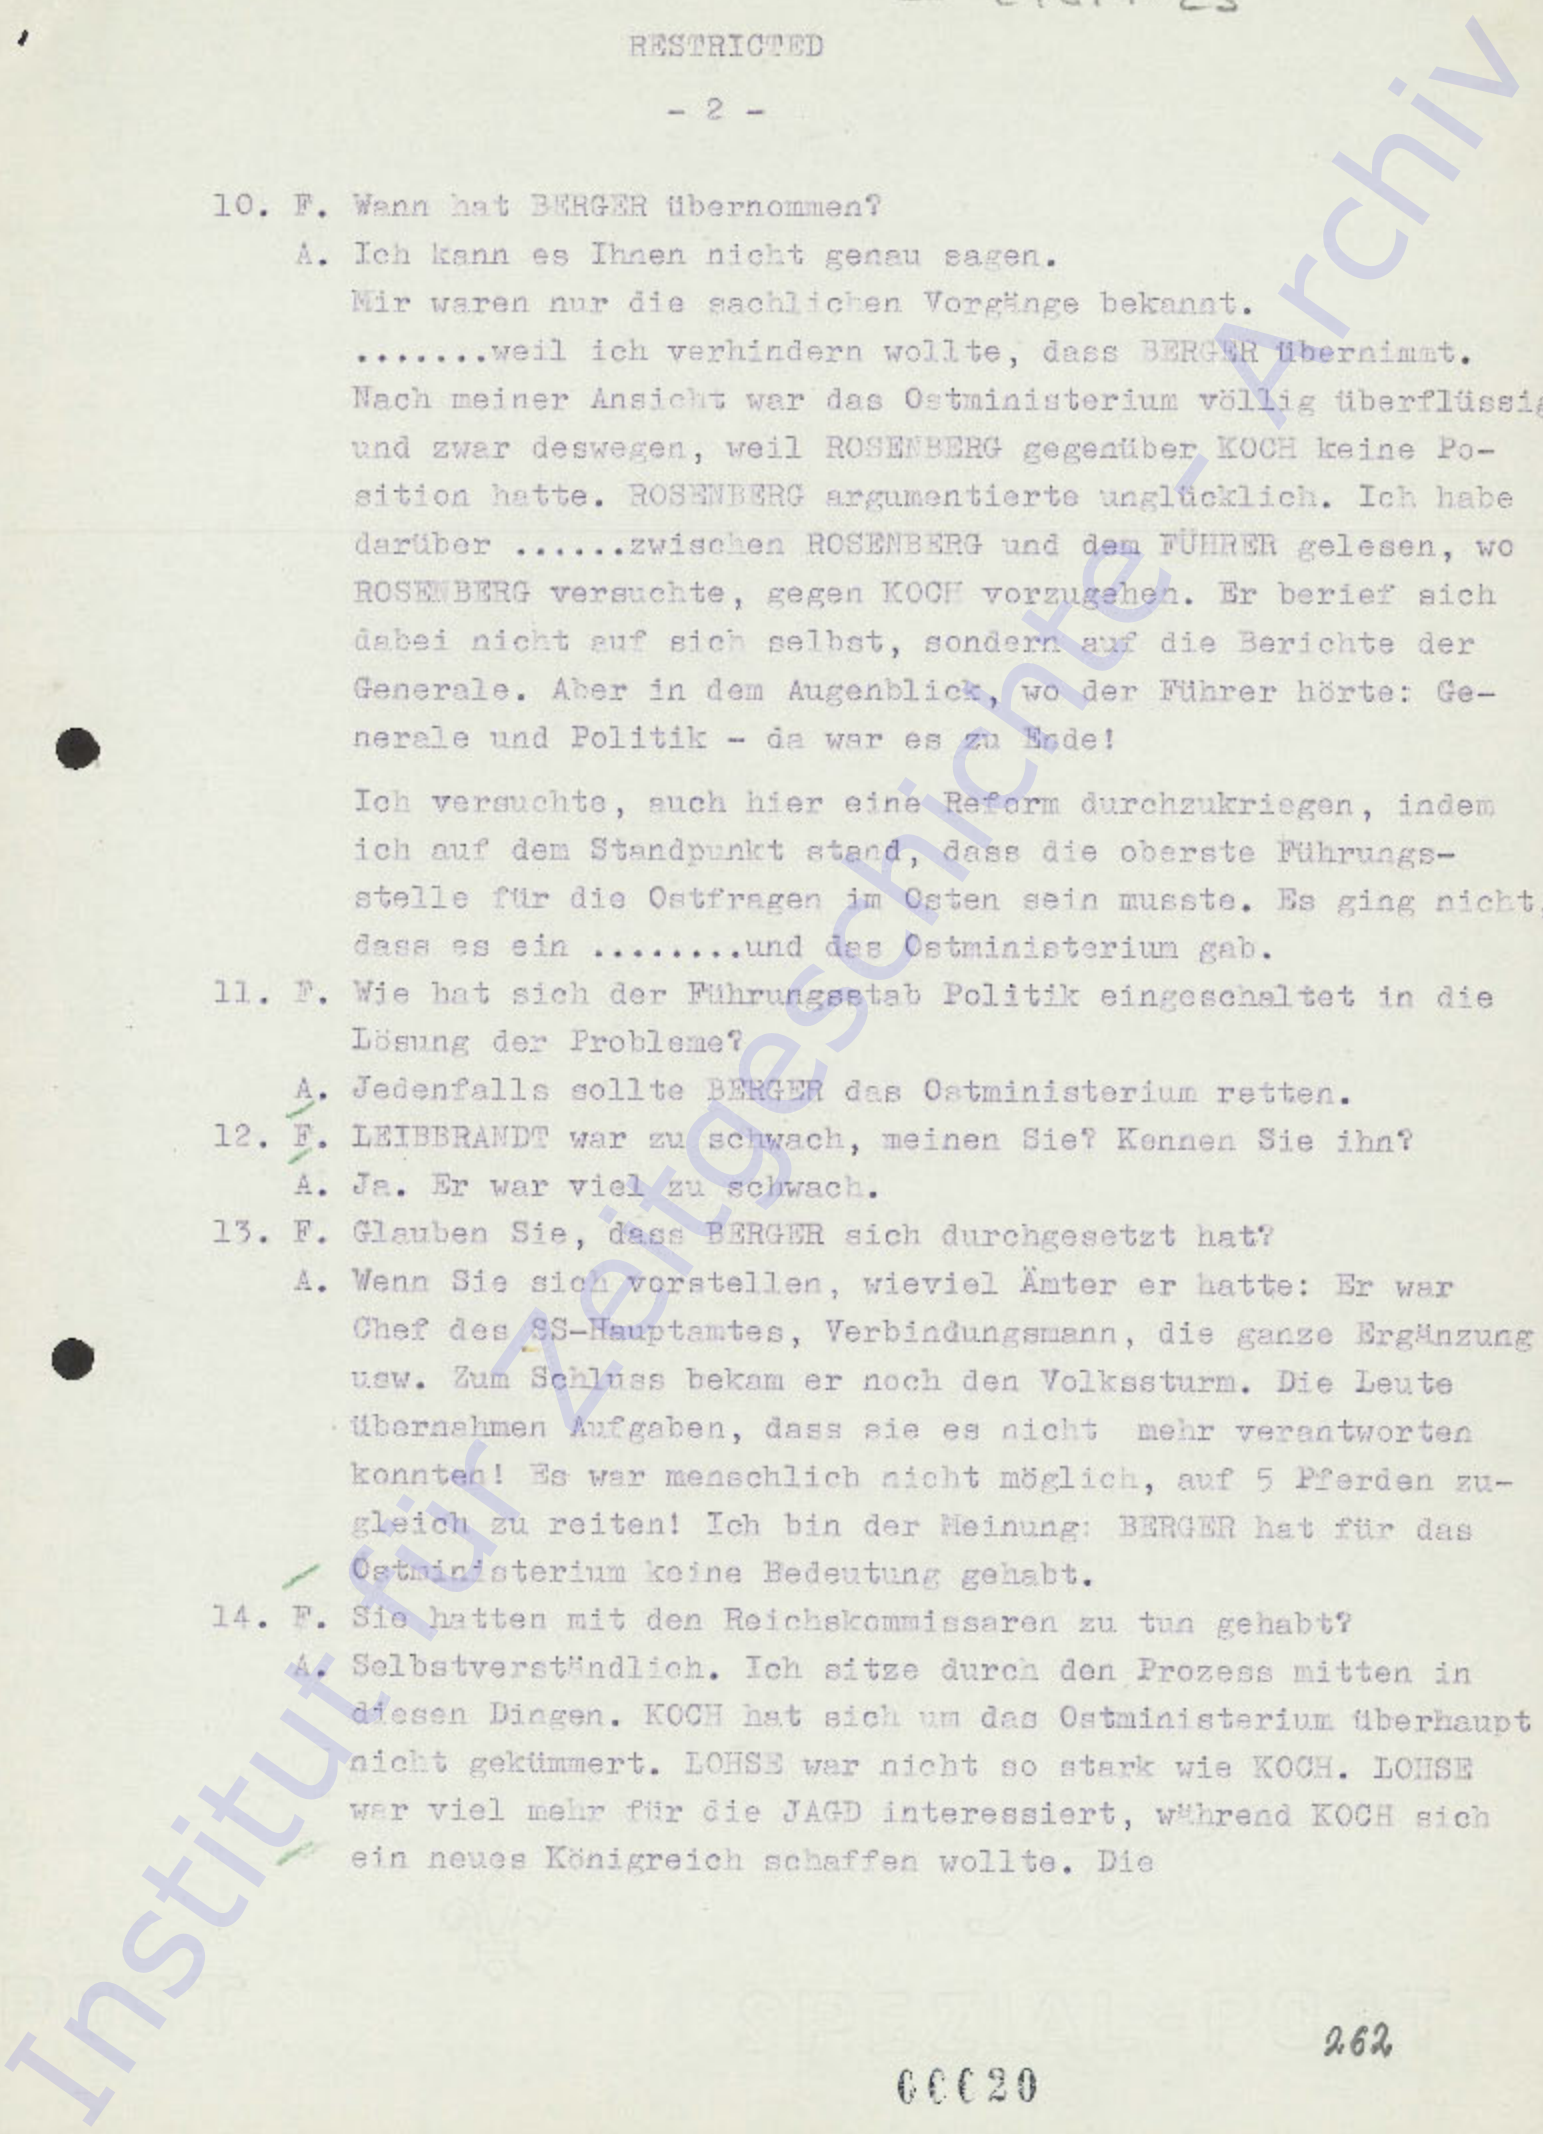 RESTRICTED
- 2 -
10. F. Wann hat BERGER übernommen?
A. Ich kann es Ihnen nicht genau sagen.
Mir waren nur die sachlichen Vorgänge bekannt.
.......weil ich verhindern wollte, dass BERGER übernimmt.
Nach meiner Ansicht war das Ostministerium völlig überflüssig
und zwar deswegen, weil ROSENBERG gegenüber KOCH keine Po-
sition hatte. ROSENBERG argumentierte unglücklich. Ich habe
darüber ......zwischen ROSENBERG und dem FÜHRER gelesen, wo
ROSENBERG versuchte, gegen KOCH vorzugehen. Er berief sich
dabei nicht auf sich selbst, sondern auf die Berichte der
Generale. Aber in dem Augenblick, wo der Führer hörte: Ge-
nerale und Politik - da war es zu Ende!
Ich versuchte, auch hier eine Reform durchzukriegen, indem
ich auf dem Standpunkt stand, dass die oberste Führungs-
stelle für die Ostfragen im Osten sein musste. Es ging nicht,
dass es ein ........und das Ostministerium gab.
11. F. Wie hat sich der Führungsstab Politik eingeschaltet in die
Lösung der Probleme?
A. Jedenfalls sollte BERGER das Ostministerium retten.
12. F. LEIBBRANDT war zu schwach, meinen Sie? Kennen Sie ihn?
A. Ja. Er war viel zu schwach.
13. F. Glauben Sie, dass BERGER sich durchgesetzt hat?
A. Wenn Sie sich vorstellen, wieviel Ämter er hatte: Er war
Chef des SS-Hauptamtes, Verbindungsmann, die ganze Ergänzung
usw. Zum Schluss bekam er noch den Volkssturm. Die Leute
übernahmen Aufgaben, dass sie es nicht mehr verantworten
konnten! Es war menschlich nicht möglich, auf 5 Pferden zu-
gleich zu reiten! Ich bin der Meinung: BERGER hat für das
Ostministerium keine Bedeutung gehabt.
14. F. Sie hatten mit den Reichskommissaren zu tun gehabt?
A. Selbstverständlich. Ich sitze durch den Prozess mitten in
diesen Dingen. KOCH hat sich um das Ostministerium überhaupt
nicht gekümmert. LOHSE war nicht so stark wie KOCH. LOHSE
war viel mehr für die JAGD interessiert, während KOCH sich
ein neues Königreich schaffen wollte. Die
262
00020
Institut für Zeitgeschichte - Archiv